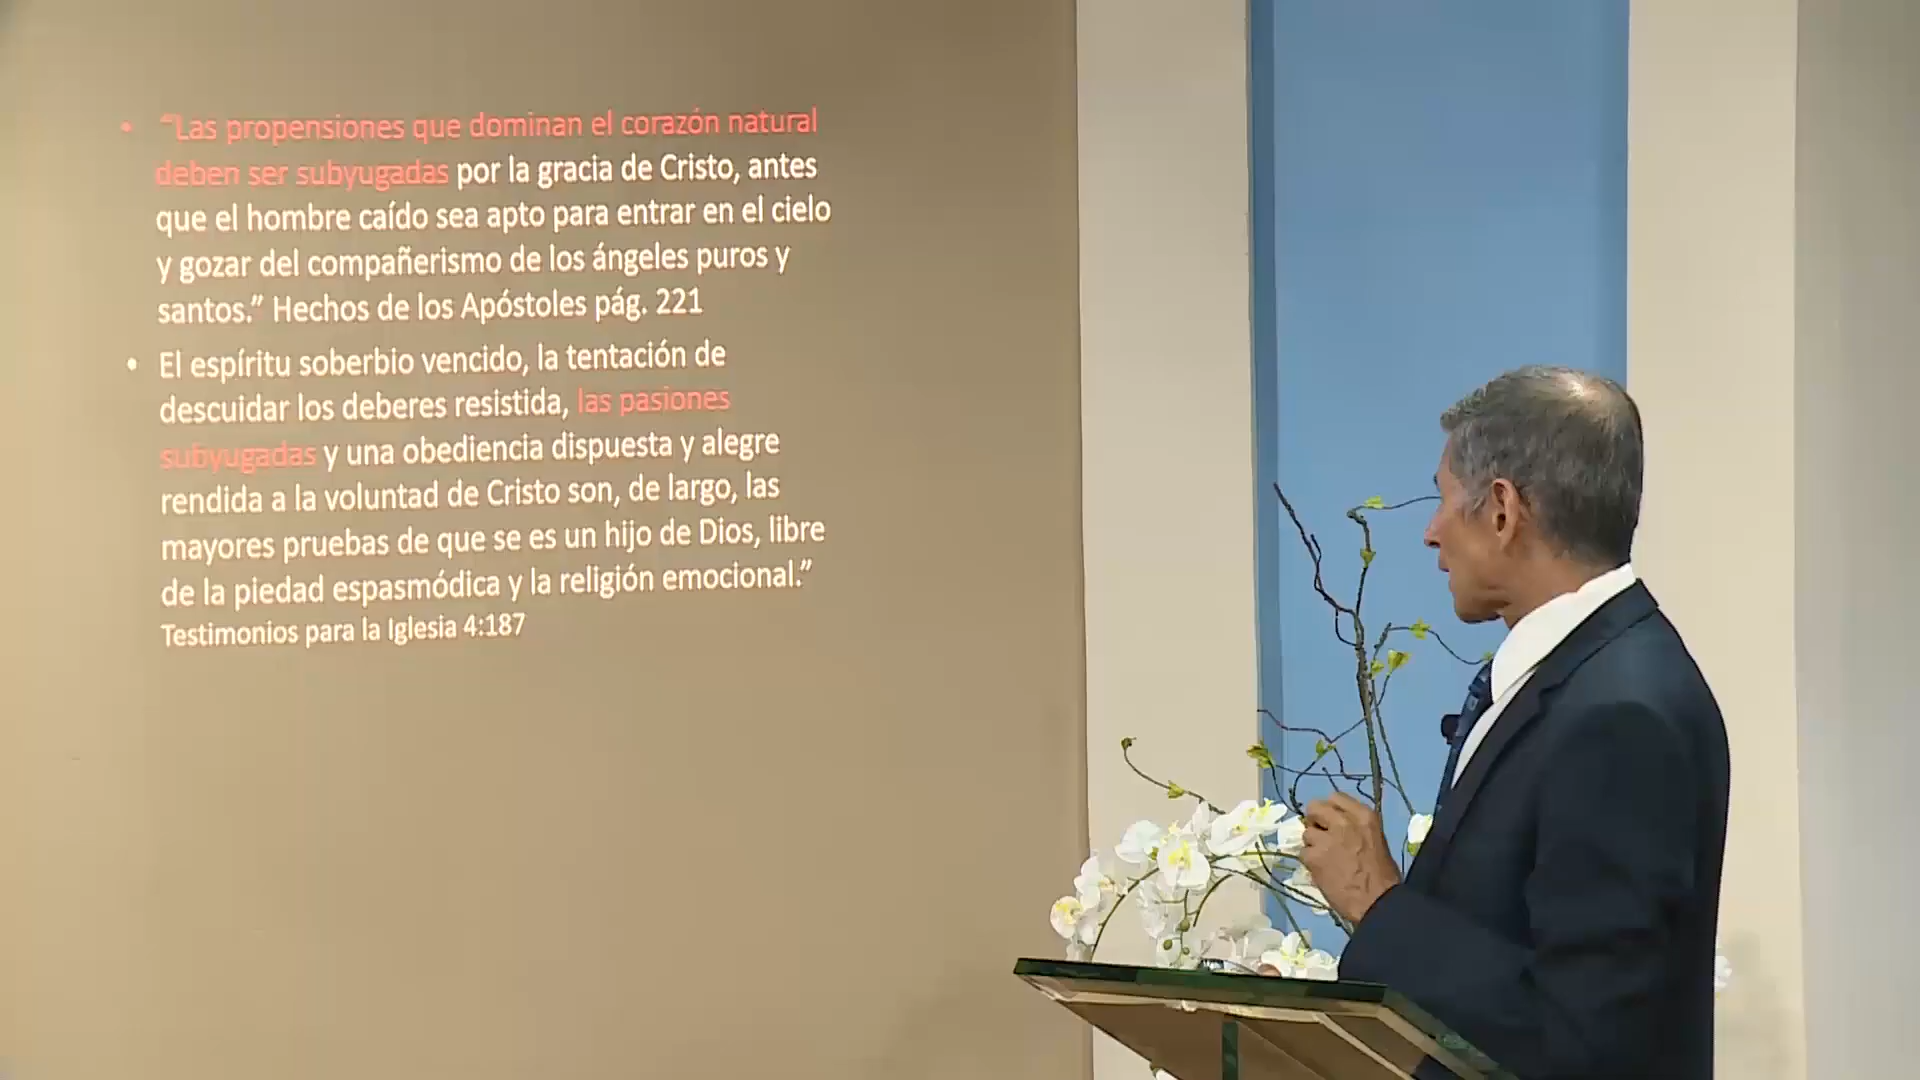 • “Las propensiones que dominan el corazón natural
deben ser subyugadas por la gracia de Cristo, antes
que el hombre caído sea apto para entrar en el cielo
y gozar del compañerismo de los ángeles puros y
santos.” Hechos de los Apóstoles pág. 221
• El espíritu soberbio vencido, la tentación de
descuidar los deberes resistida, las pasiones
subyugadas y una obediencia dispuesta y alegre
rendida a la voluntad de Cristo son, de largo, las
mayores pruebas de que se es un hijo de Dios, libre
de la piedad espasmódica y la religión emocional.”
Testimonios para la Iglesia 4:187